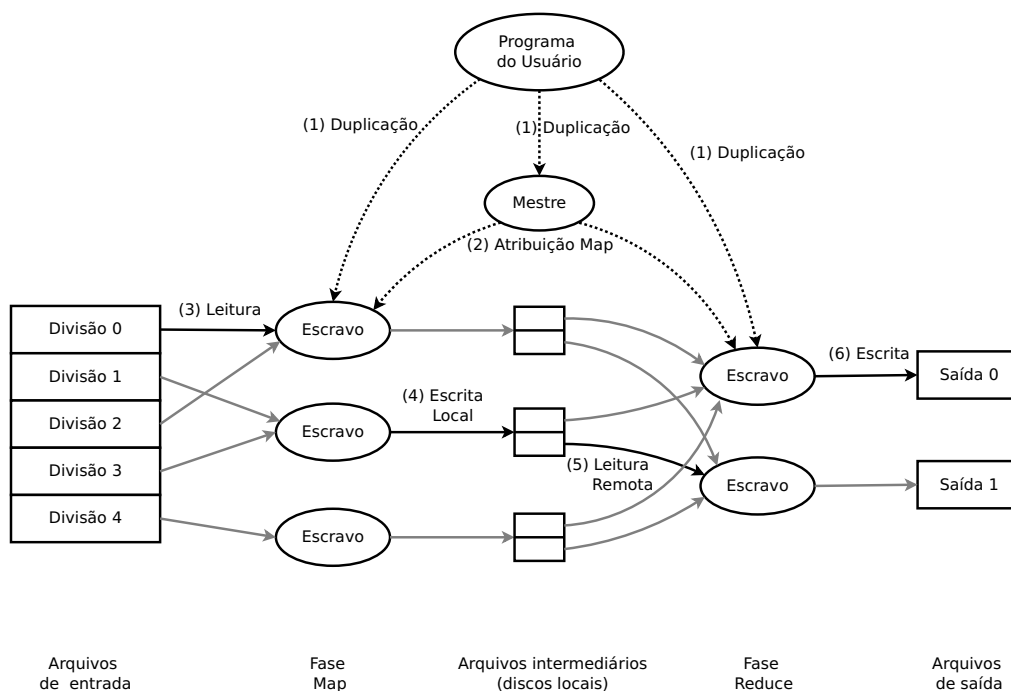 Programa
do Usuário
(1) Duplicação
(1) Duplicação
(1) Duplicação
Mestre
(2) Atribuição Map
(3) Leitura
Divisão 0
Divisão 1
Divisão 2
Divisão 3
Divisão 4
Escravo
Escravo
Escravo
(4) Escrita
Local
(5) Leitura
Remota
Escravo
Escravo
(6) Escrita
Saída 0
Saída 1
Arquivos
de entrada
Fase
Map
Arquivos intermediários
(discos locais)
Fase
Reduce
Arquivos
de saída